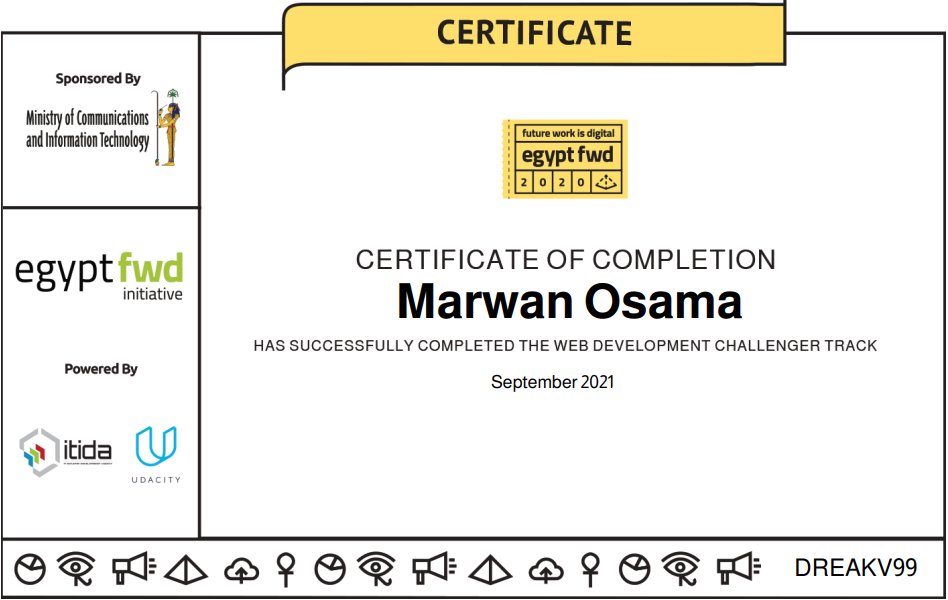 CERTIFICATE
Sponsored By
Ministry of Communications
and Information Technology
egypt fwd
initiative
Powered By
itida
UDACITY
future work is digital
egypt fwd
2 0 2 0
CERTIFICATE OF COMPLETION
Marwan Osama
HAS SUCCESSFULLY COMPLETED THE WEB DEVELOPMENT CHALLENGER TRACK
September 2021
DREAKV99